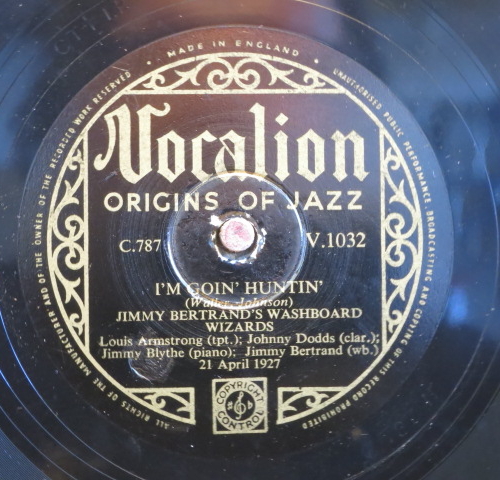 MADE IN ENGLAND
UNAUTHORISED PUBLIC PERFORMANCE, BROADCASTING AND COPYING OF THIS RECORD PROHIBITED
ALL RIGHTS OF THE MANUFACTURER AND OF THE OWNER OF THE RECORDED WORK RESERVED
Vocalion
ORIGINS OF JAZZ
C.787 V.1032
I'M GOIN' HUNTIN'
(Waller, Johnson)
JIMMY BERTRAND'S WASHBOARD
WIZARDS
Louis Armstrong (tpt.); Johnny Dodds (clar.);
Jimmy Blythe (piano); Jimmy Bertrand (wb.)
21 April 1927
COPYRIGHT
CONTROL